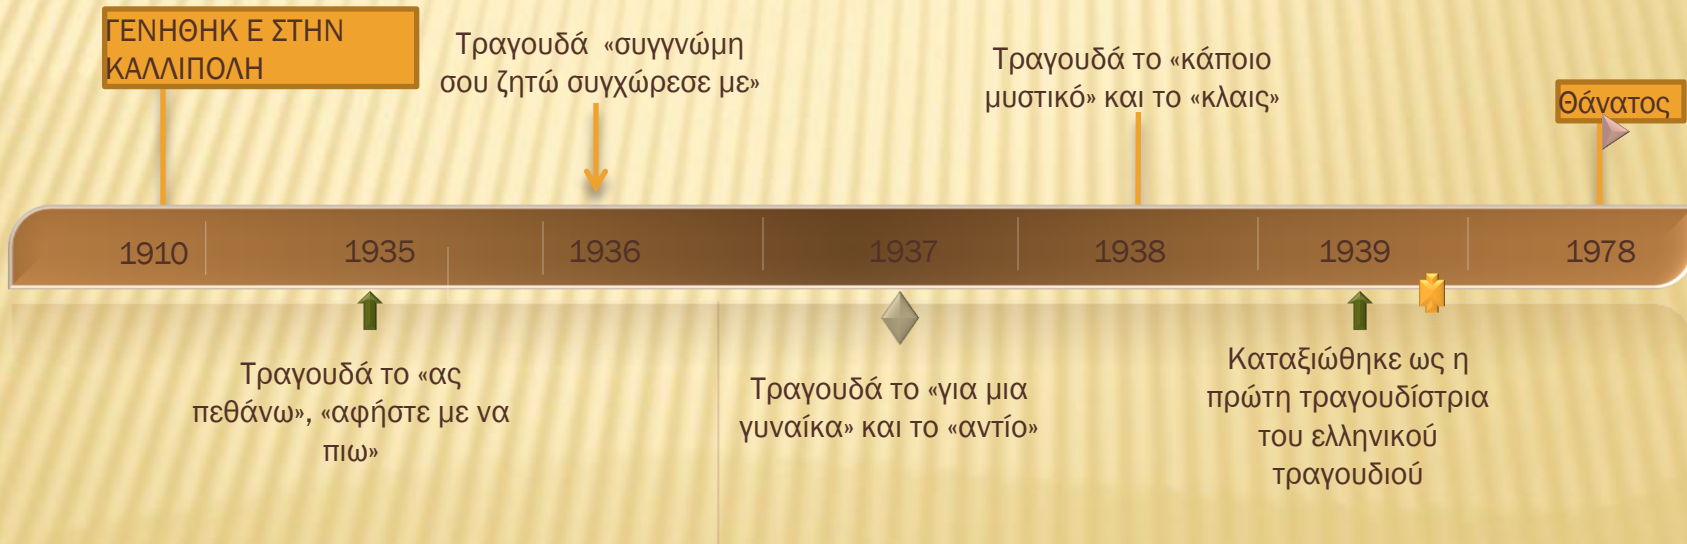 ΓΕΝΗΘΗΚ Ε ΣΤΗΝ
ΚΑΛΛΙΠΟΛΗ
Τραγουδά «συγγνώμη
σου ζητώ συγχώρεσε με»
Τραγουδά το «κάποιο
μυστικό» και το «κλαις»
Θάνατος
1910
1935
1936
1937
1938
1939
1978
Τραγουδά το «ας
πεθάνω», «αφήστε με να
πιω»
Τραγουδά το «για μια
γυναίκα» και το «αντίο»
Καταξιώθηκε ως η
πρώτη τραγουδίστρια
του ελληνικού
τραγουδιού